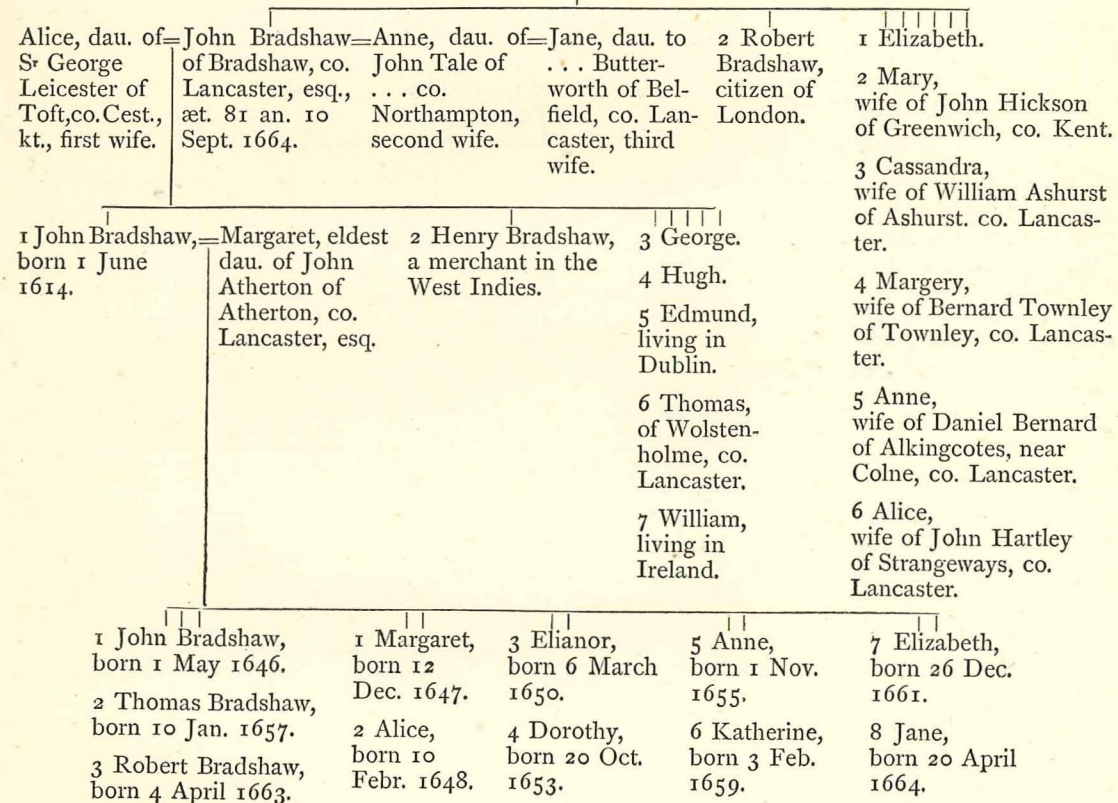 Alice, dau. of=
Sr George
Leicester of
Toft,co.Cest.,
kt., first wife.
John Bradshaw=
of Bradshaw, co.
Lancaster, esq.,
æt. 81 an. 10
Sept. 1664.
Anne, dau. of=
John Tale of
. . . co.
Northampton,
second wife.
Jane, dau. to
. . . Butter-
worth of Bel-
field, co. Lan-
caster, third
wife.
2 Robert
Bradshaw,
citizen of
London.
1 Elizabeth.
2 Mary,
wife of John Hickson
of Greenwich, co. Kent.
3 Cassandra,
wife of William Ashurst
of Ashurst. co. Lancas-
ter.
4 Margery,
wife of Bernard Townley
of Townley, co. Lancas-
ter.
5 Anne,
wife of Daniel Bernard
of Alkingcotes, near
Colne, co. Lancaster.
6 Alice,
wife of John Hartley
of Strangeways, co.
Lancaster.
1 John Bradshaw,=
born 1 June
1614.
Margaret, eldest
dau. of John
Atherton of
Atherton, co.
Lancaster, esq.
2 Henry Bradshaw,
a merchant in the
West Indies.
3 George.
4 Hugh.
5 Edmund,
living in
Dublin.
6 Thomas,
of Wolsten-
holme, co.
Lancaster.
7 William,
living in
Ireland.
1 John Bradshaw,
born 1 May 1646.
2 Thomas Bradshaw,
born 10 Jan. 1657.
3 Robert Bradshaw,
born 4 April 1663.
1 Margaret,
born 12
Dec. 1647.
2 Alice,
born 10
Febr. 1648.
3 Elianor,
born 6 March
1650.
4 Dorothy,
born 20 Oct.
1653.
5 Anne,
born 1 Nov.
1655.
6 Katherine,
born 3 Feb.
1659.
7 Elizabeth,
born 26 Dec.
1661.
8 Jane,
born 20 April
1664.